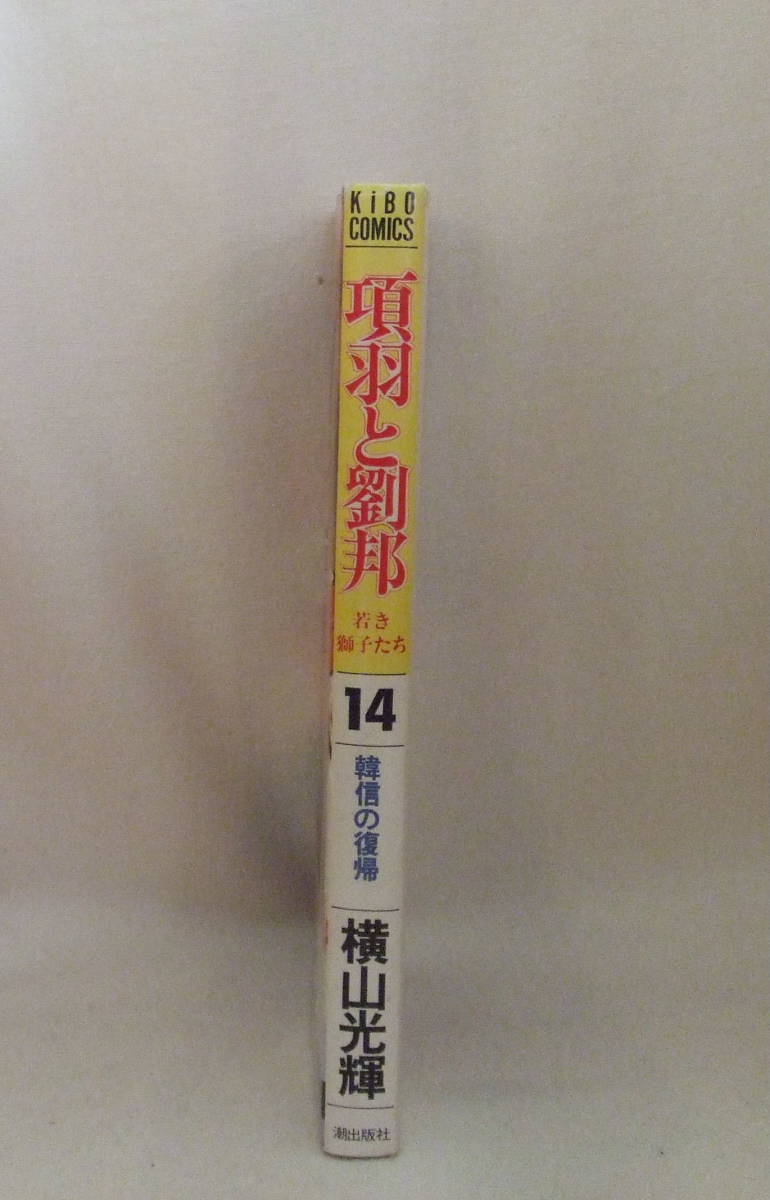 KiBO
COMICS
項羽と劉邦
若き
獅子たち
14
韓信の復帰
横山光輝
潮出版社